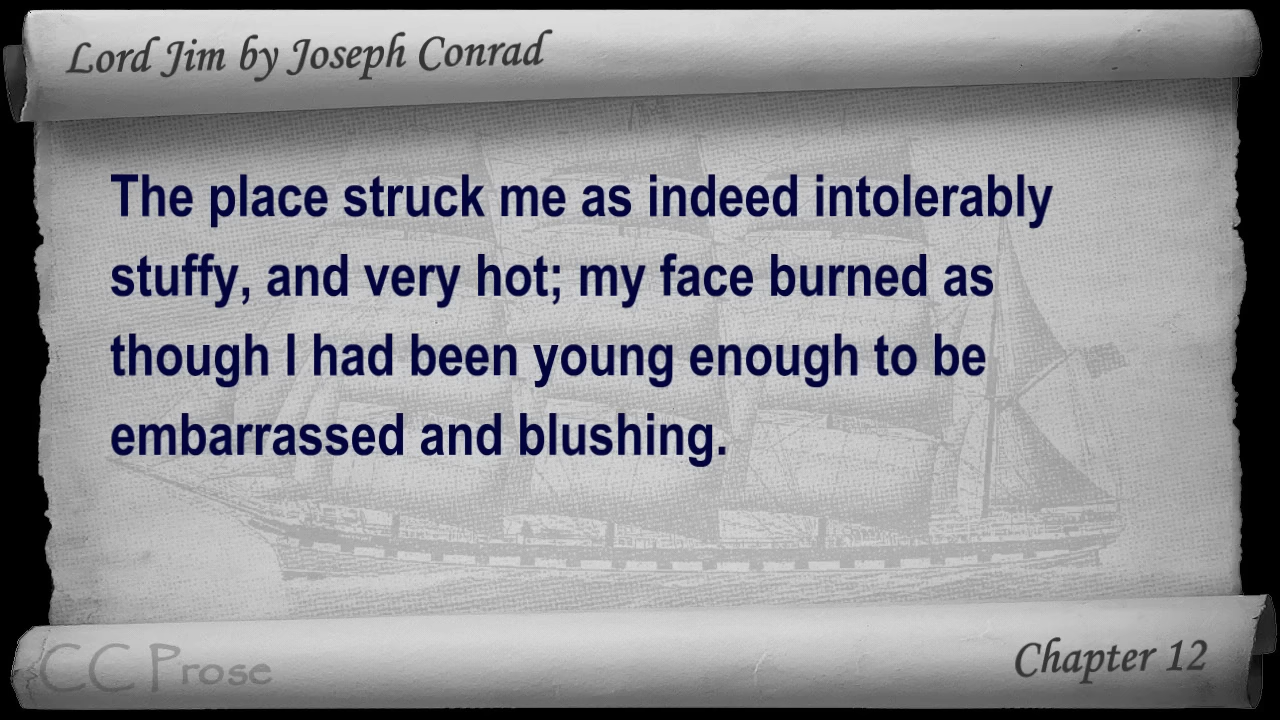 Lord Jim by Joseph Conrad
The place struck me as indeed intolerably
stuffy, and very hot; my face burned as
though I had been young enough to be
embarrassed and blushing.
CC Prose
Chapter 12